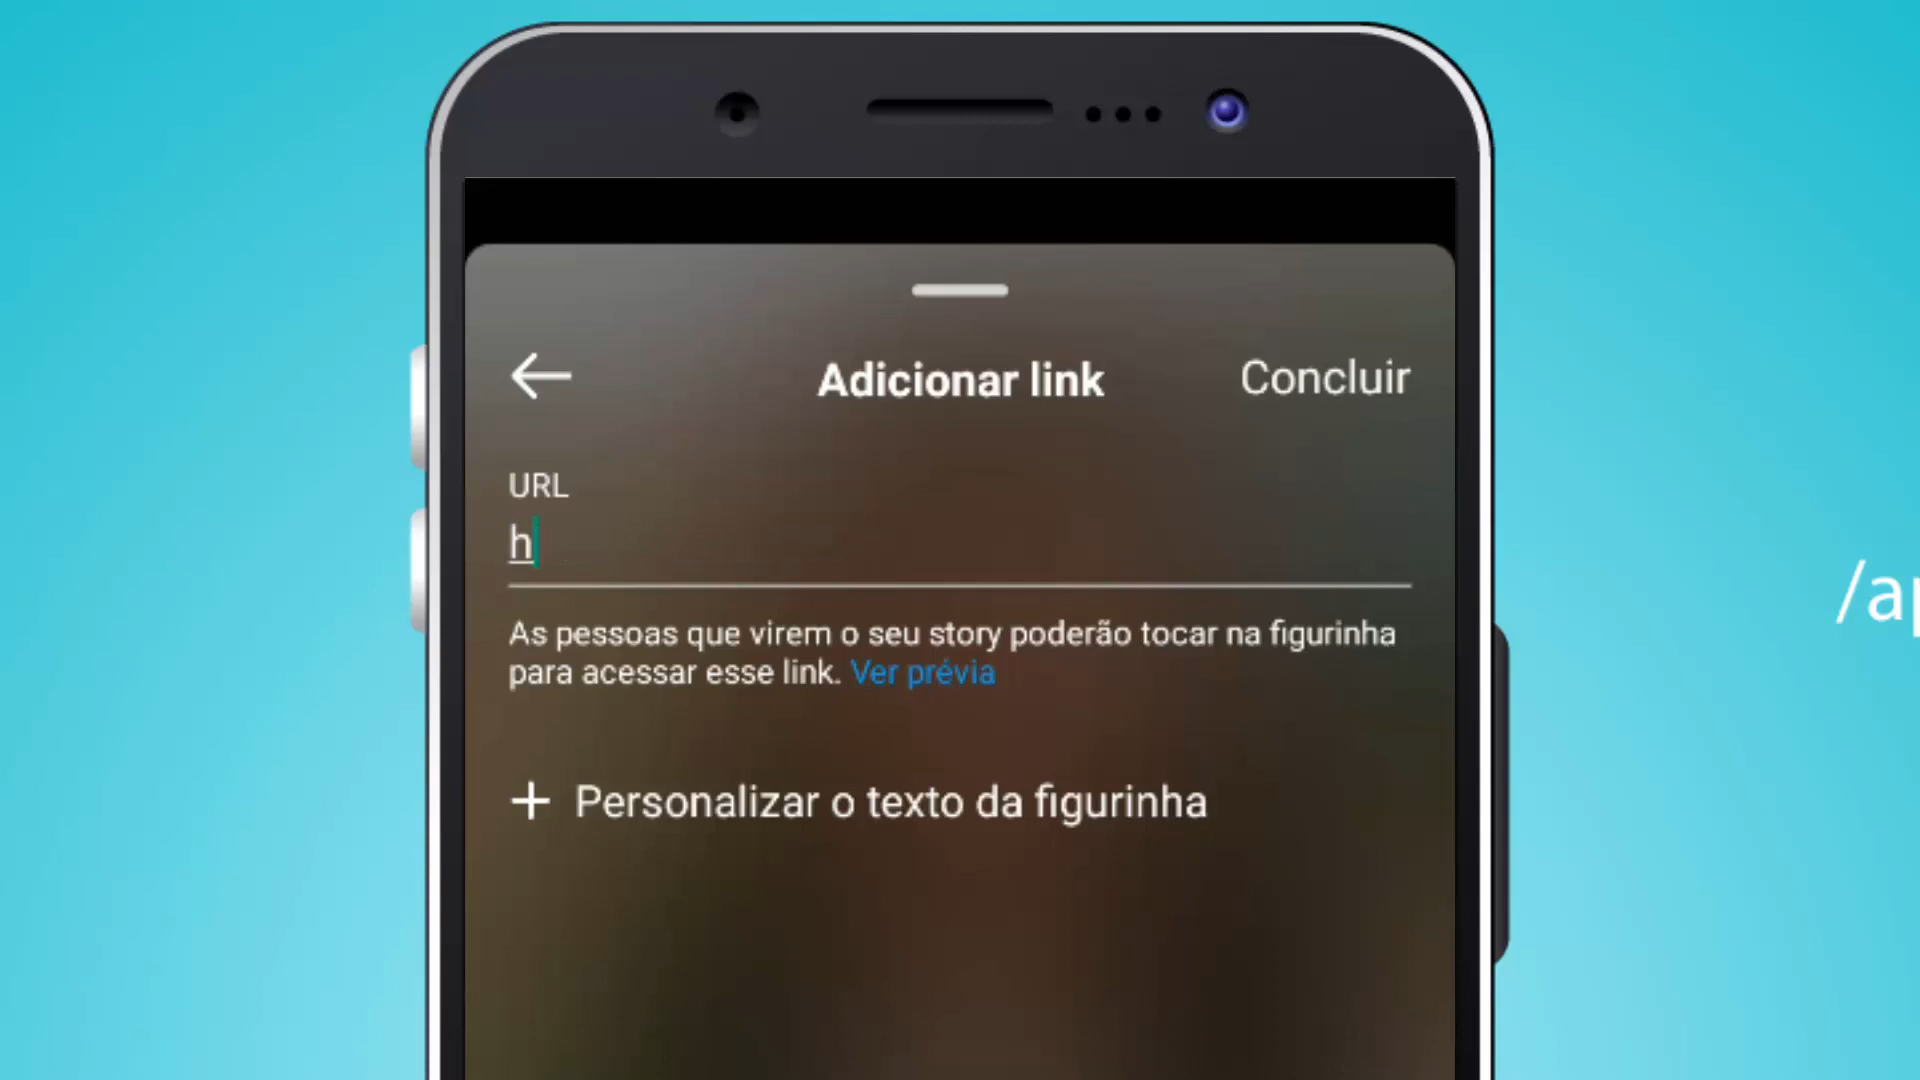 Adicionar link
Concluir
URL
h
As pessoas que virem o seu story poderão tocar na figurinha
para acessar esse link. Ver prévia
+ Personalizar o texto da figurinha